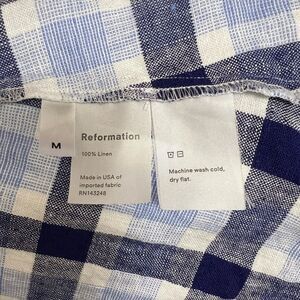 M
Reformation
100% Linen
Made in USA of
imported fabric
RN143248
Machine wash cold,
dry flat.